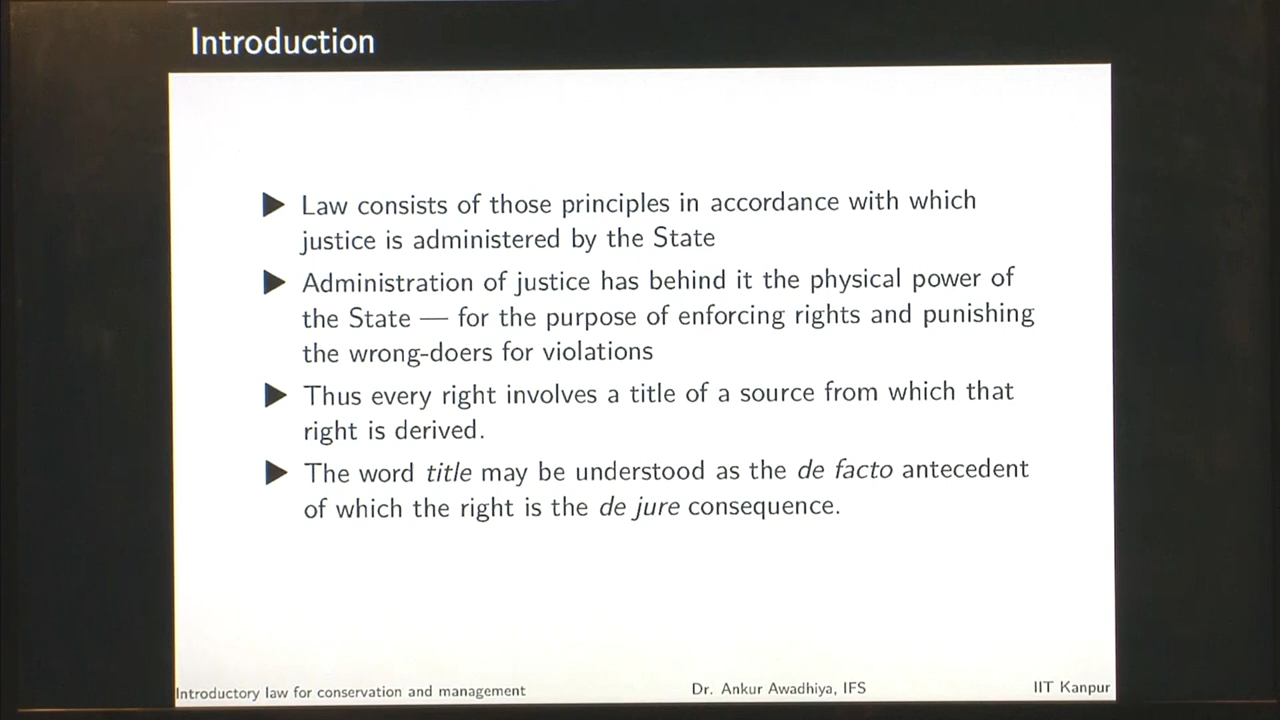 Introduction
Law consists of those principles in accordance with which
justice is administered by the State
Administration of justice has behind it the physical power of
the State — for the purpose of enforcing rights and punishing
the wrong-doers for violations
Thus every right involves a title of a source from which that
right is derived.
The word title may be understood as the de facto antecedent
of which the right is the de jure consequence.
Introductory law for conservation and management
Dr. Ankur Awadhiya, IFS
IIT Kanpur